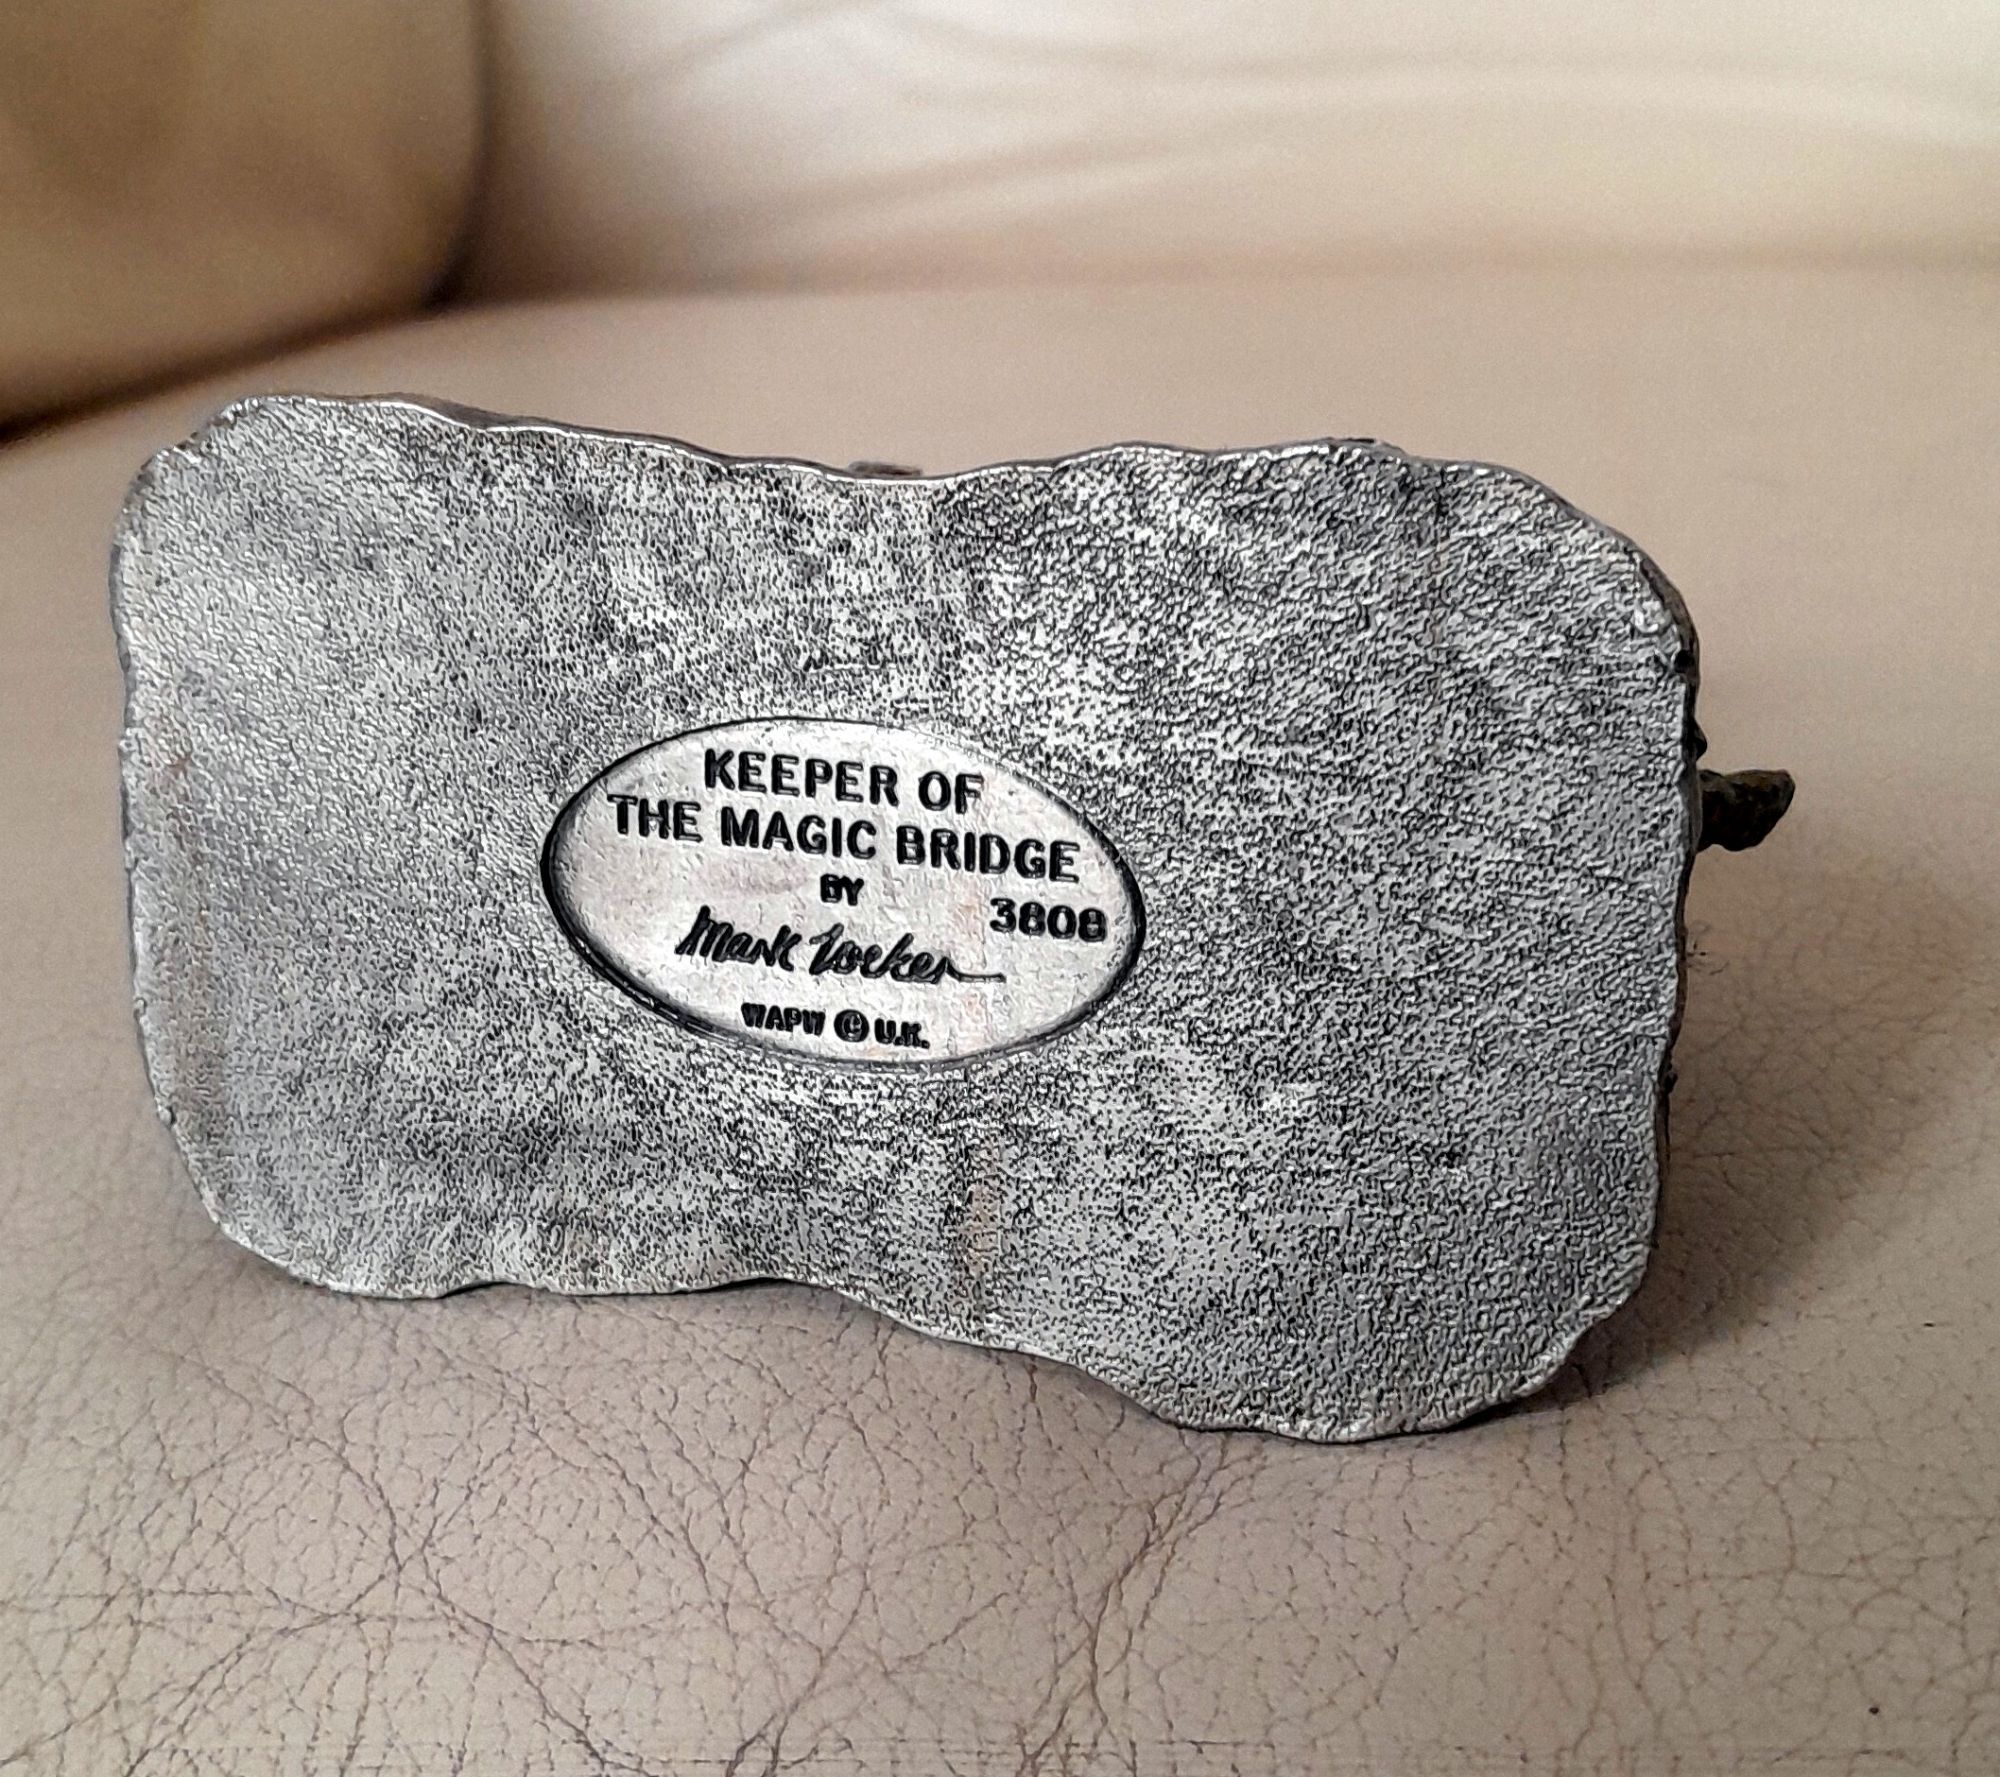 KEEPER OF
THE MAGIC BRIDGE
BY
3808
Mark Locker
WAPW © U.K.